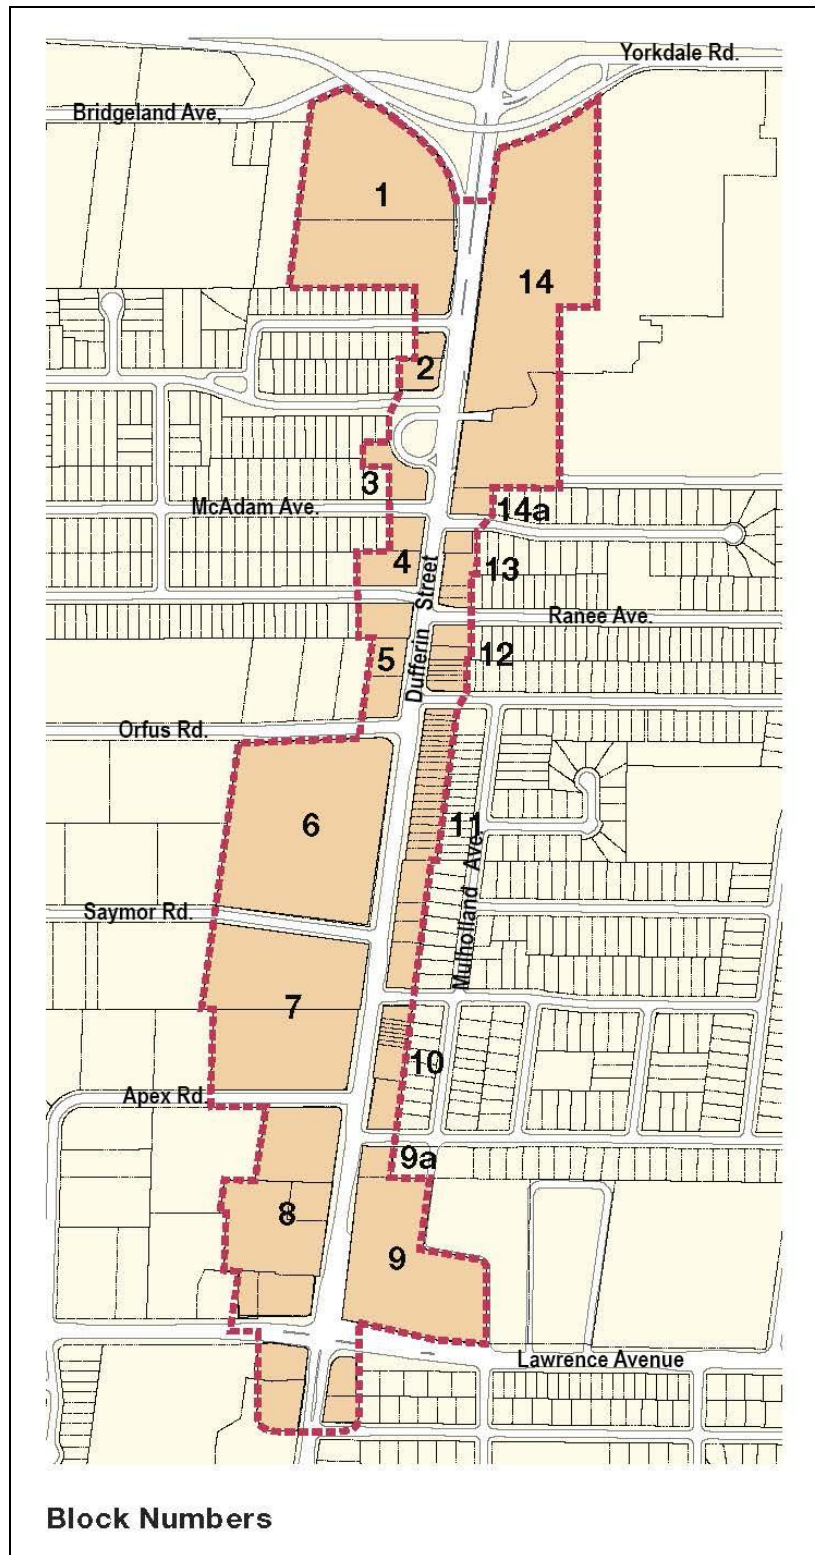 Yorkdale Rd.
Bridgeland Ave,
1
14
2
3
McAdam Ave.
14a
4
13
Dufferin Street
Ranee Ave.
5
12
Orfus Rd.
6
11
Mulholland Ave.
Saymor Rd.
7
10
Apex Rd.
9a
8
9
Lawrence Avenue
Block Numbers